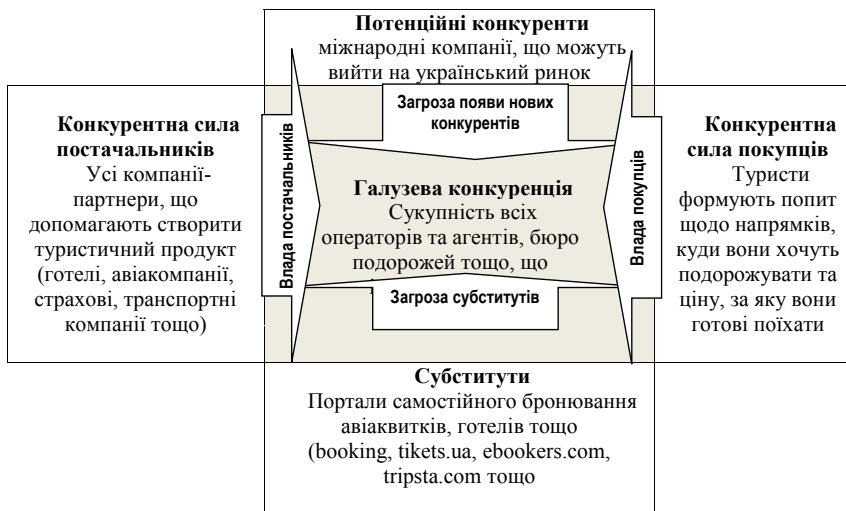 Потенційні конкуренти
міжнародні компанії, що можуть
вийти на український ринок
Загроза появи нових
конкурентів
Конкурентна сила
постачальників
Усі компанії-
партнери, що
допомагають створити
туристичний продукт
(готелі, авіакомпанії,
страхові, транспортні
компанії тощо)
Влада постачальників
Галузева конкуренція
Сукупність всіх
операторів та агентів, бюро
подорожей тощо, що
Загроза субститутів
Влада покупців
Конкурентна
сила покупців
Туристи
формують попит
щодо напрямків,
куди вони хочуть
подорожувати та
ціну, за яку вони
готові поїхати
Субститути
Портали самостійного бронювання
авіаквитків, готелів тощо
(booking, tikets.ua, ebookers.com,
tripsta.com тощо